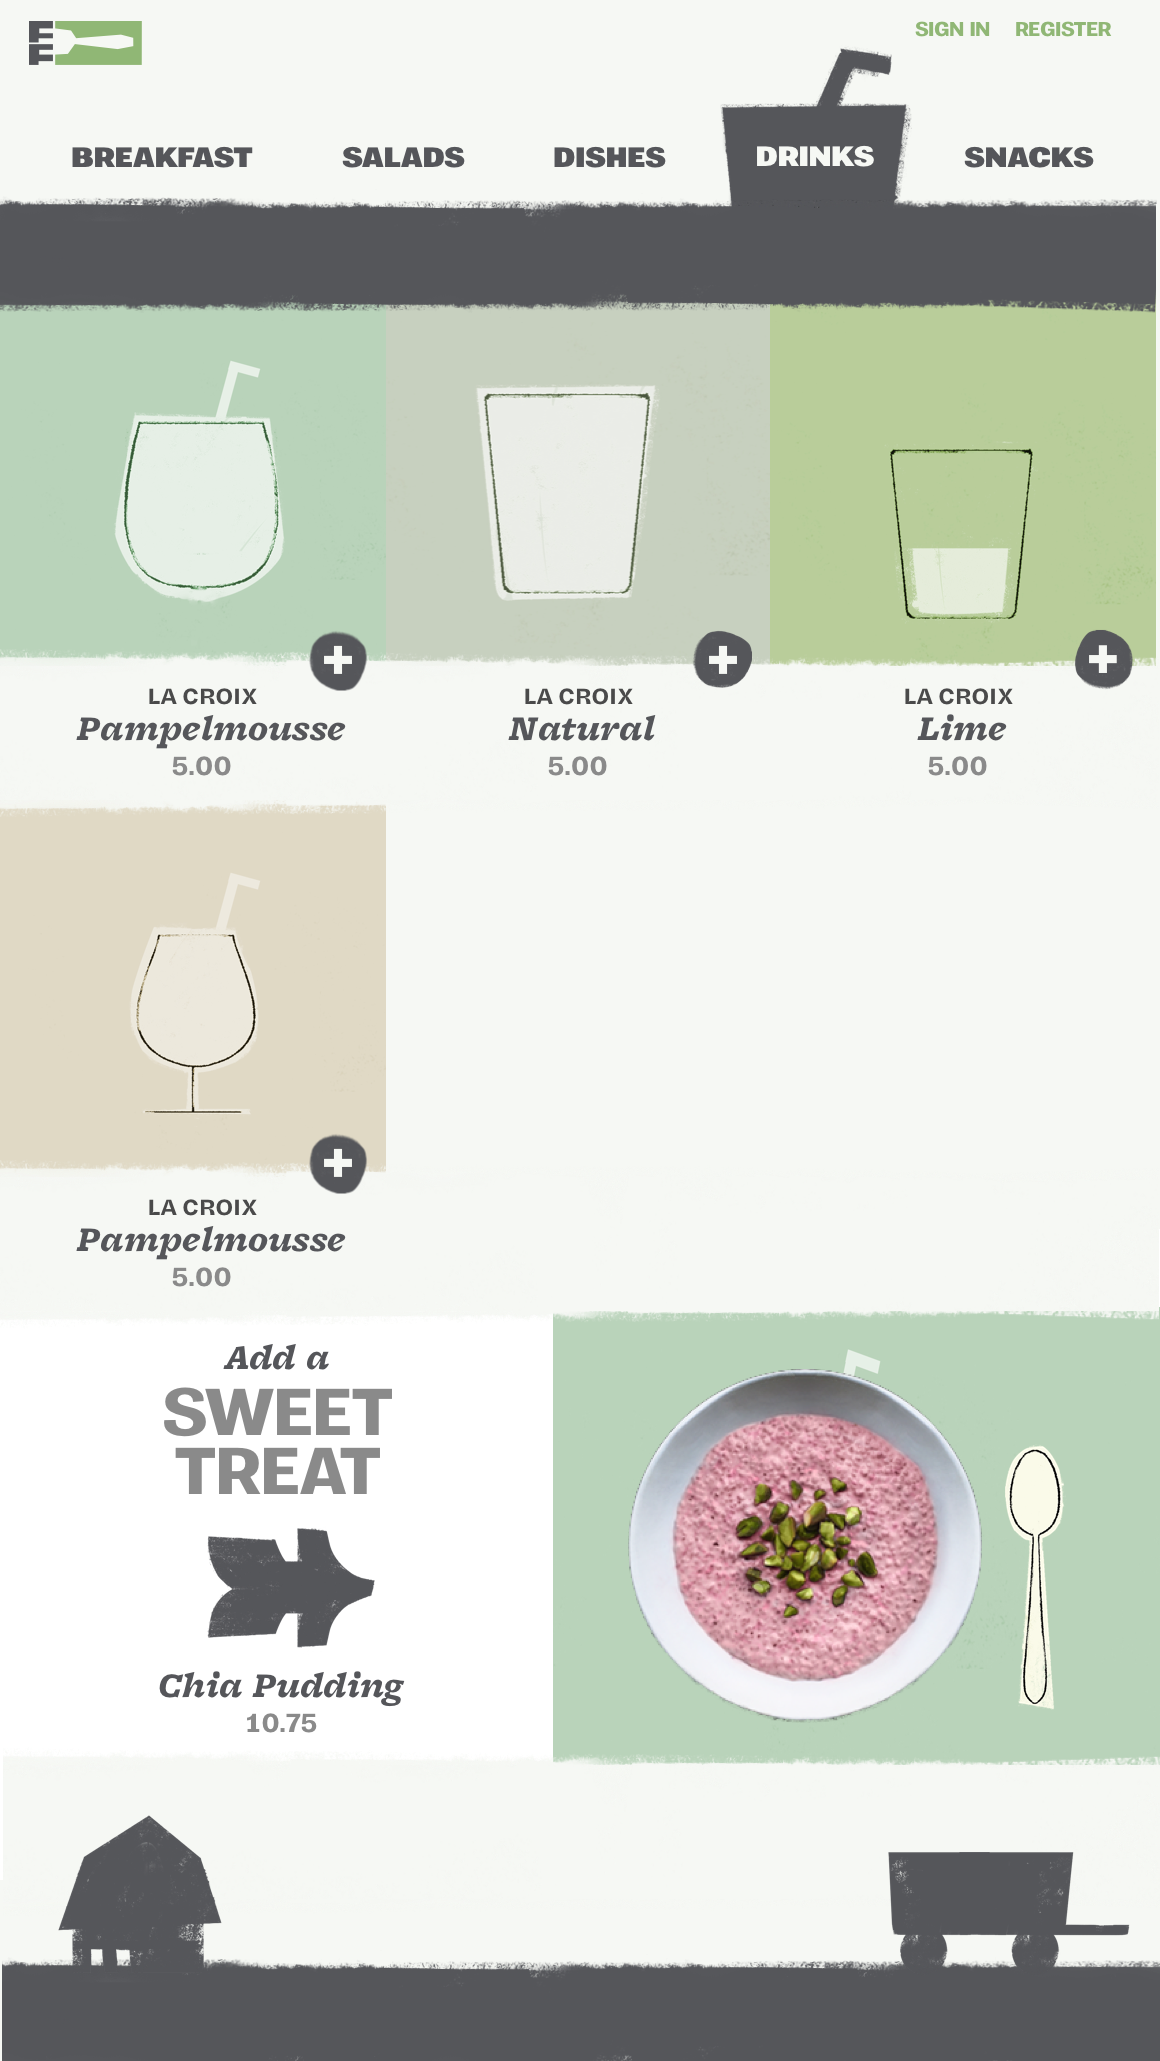 SIGN IN REGISTER
BREAKFAST SALADS DISHES DRINKS SNACKS
LA CROIX
Pampelmousse
5.00
LA CROIX
Natural
5.00
LA CROIX
Lime
5.00
LA CROIX
Pampelmousse
5.00
Add a
SWEET
TREAT
Chia Pudding
10.75